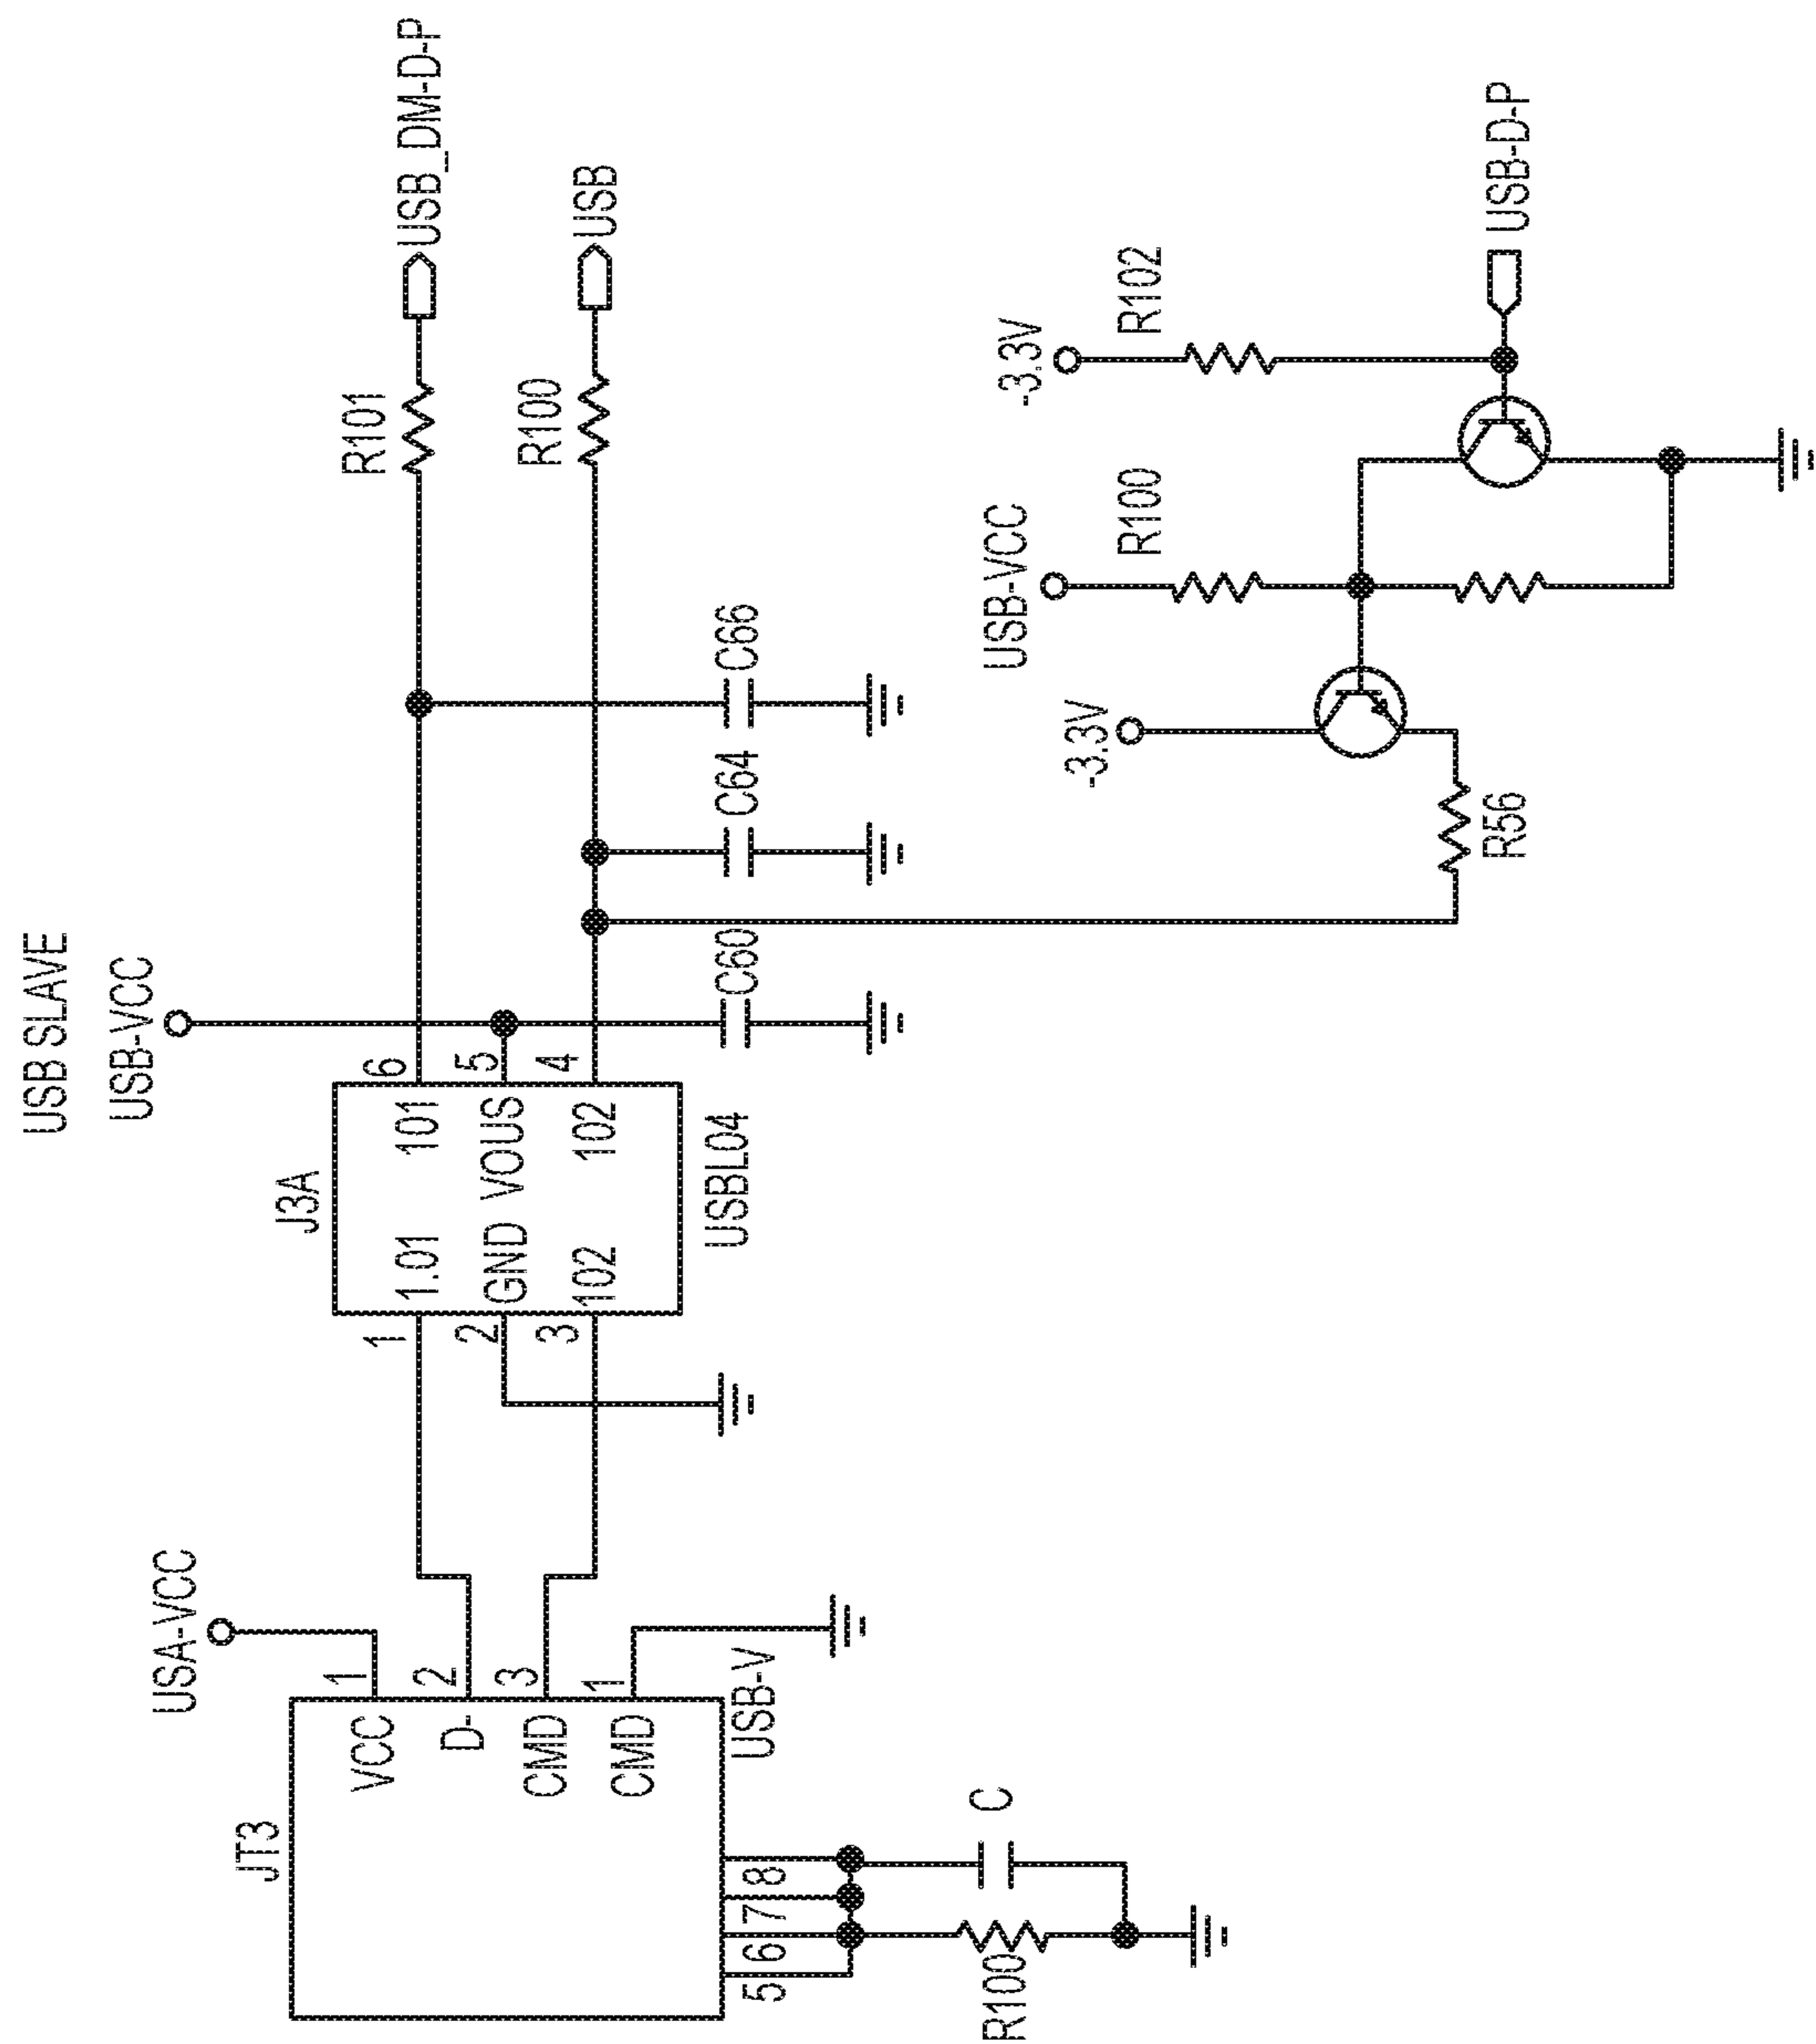 USB SLAVE
USB-VCC
USA-VCC
JT3
VCC
1
D-
2
CMD
3
CMD
1
USB-V
5
6
7
8
R100
C
J3A
1
1.01
101
6
2
GND
VOUS
5
3
102
102
4
USBL04
C60
C64
C66
R101
USB_DM-D-P
R100
USB
R56
-3.3V
USB-VCC
R100
-3.3V
R102
USB-D-P